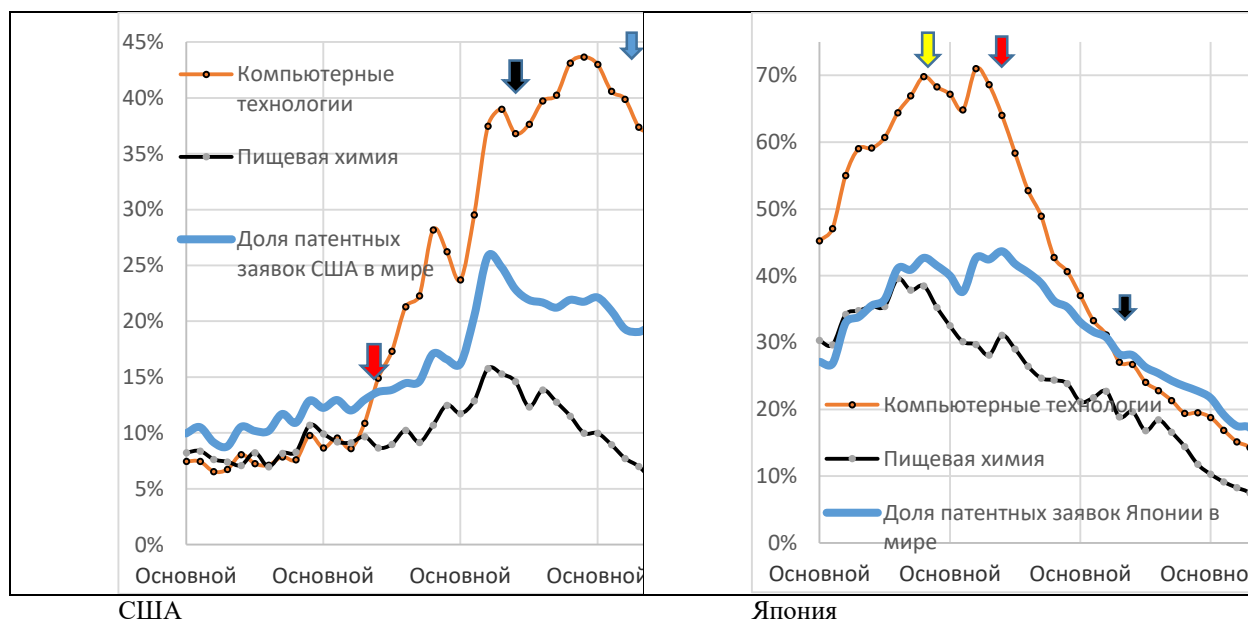 45%
40%
35%
30%
25%
20%
15%
10%
5%
0%
Компьютерные
технологии
Пищевая химия
Доля патентных
заявок США в мире
Основной
Основной
Основной
Основной
США
70%
60%
50%
40%
30%
20%
10%
0%
Компьютерные технологии
Пищевая химия
Доля патентных заявок Японии в
мире
Основной
Основной
Основной
Основно
Япония